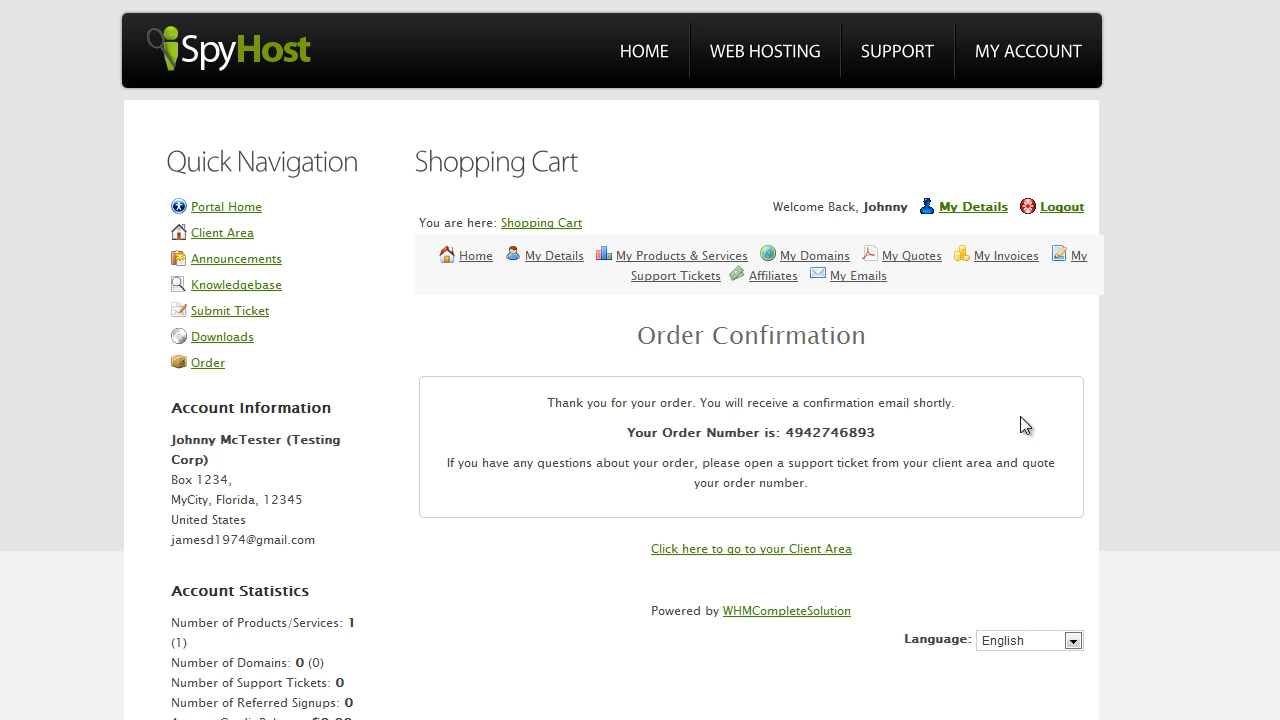 SpyHost
HOME
WEB HOSTING
SUPPORT
MY ACCOUNT
Quick Navigation
Portal Home
Client Area
Announcements
Knowledgebase
Submit Ticket
Downloads
Order
Account Information
Johnny McTester (Testing
Corp)
Box 1234,
MyCity, Florida, 12345
United States
jamesd1974@gmail.com
Account Statistics
Number of Products/Services: 1
(1)
Number of Domains: 0 (0)
Number of Support Tickets: 0
Number of Referred Signups: 0
Shopping Cart
Welcome Back, Johnny My Details Logout
You are here: Shopping Cart
Home My Details My Products & Services My Domains My Quotes My Invoices My
Support Tickets Affiliates My Emails
Order Confirmation
Thank you for your order. You will receive a confirmation email shortly.
Your Order Number is: 4942746893
If you have any questions about your order, please open a support ticket from your client area and quote
your order number.
Click here to go to your Client Area
Powered by WHMCompleteSolution
Language: English